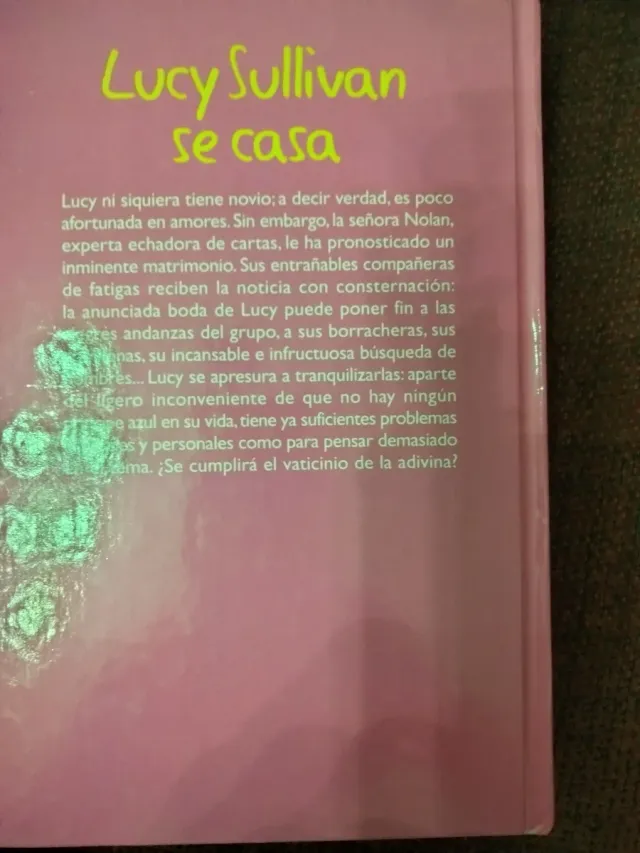 Lucy Sullivan
se casa
Lucy ni siquiera tiene novio; a decir verdad, es poco
afortunada en amores. Sin embargo, la señora Nolan,
experta echadora de cartas, le ha pronosticado un
inminente matrimonio. Sus entrañables compañeras
de fatigas reciben la noticia con consternación:
la anunciada boda de Lucy puede poner fin a las
andanzas del grupo, a sus borracheras, sus
su incansable e infructuosa búsqueda de
hombres... Lucy se apresura a tranquilizarlas: aparte
del ligero inconveniente de que no hay ningún
azul en su vida, tiene ya suficientes problemas
y personales como para pensar demasiado
¿Se cumplirá el vaticinio de la adivina?